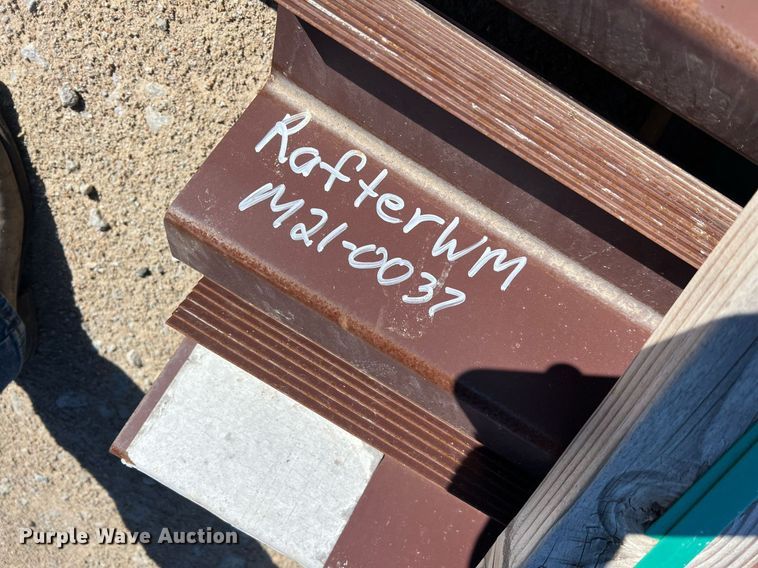 RafterWM
M21-0037
Purple Wave Auction